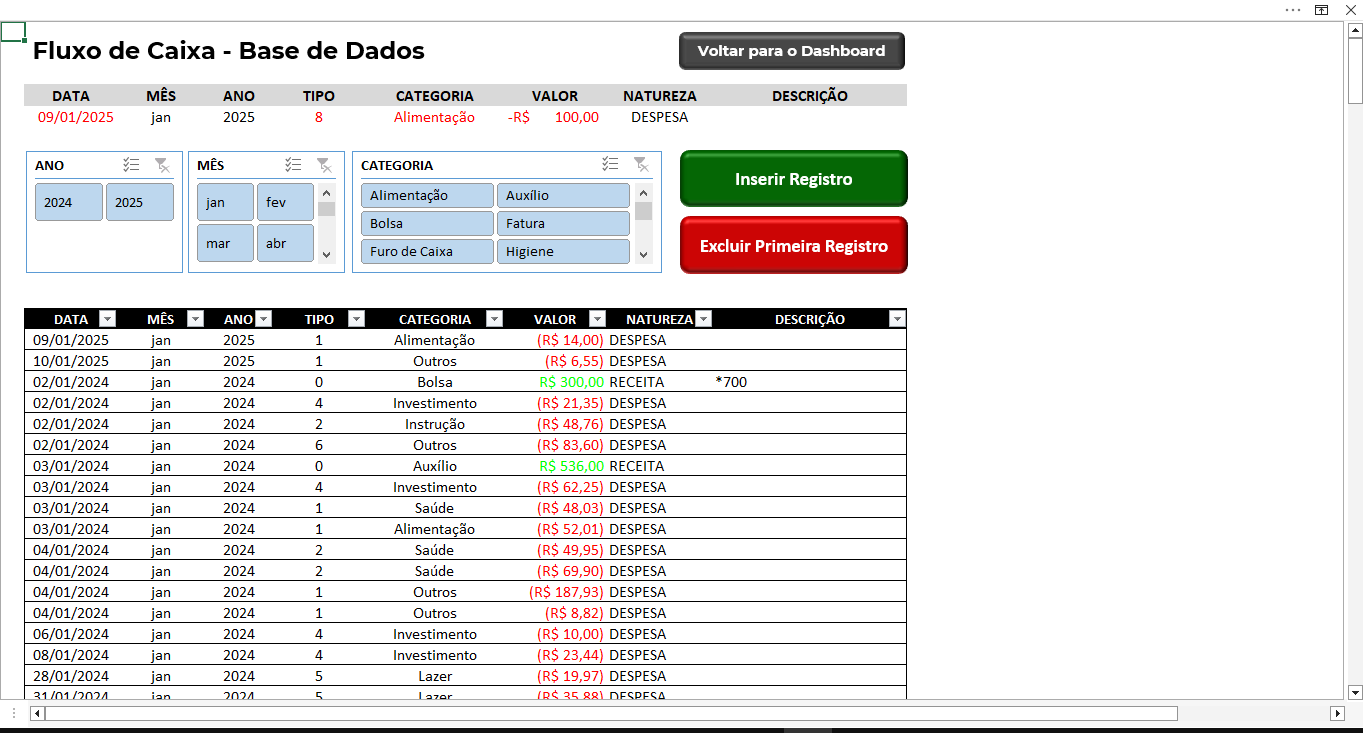 Fluxo de Caixa - Base de Dados
Voltar para o Dashboard
DATA MÊS ANO TIPO CATEGORIA VALOR NATUREZA DESCRIÇÃO
09/01/2025 jan 2025 8 Alimentação -R$ 100,00 DESPESA
ANO
2024 2025
MÊS
jan fev
mar abr
CATEGORIA
Alimentação Auxílio
Bolsa Fatura
Furo de Caixa Higiene
Inserir Registro
Excluir Primeira Registro
DATA MÊS ANO TIPO CATEGORIA VALOR NATUREZA DESCRIÇÃO
09/01/2025 jan 2025 1 Alimentação (R$ 14,00) DESPESA
10/01/2025 jan 2025 1 Outros (R$ 6,55) DESPESA
02/01/2024 jan 2024 0 Bolsa R$ 300,00 RECEITA *700
02/01/2024 jan 2024 4 Investimento (R$ 21,35) DESPESA
02/01/2024 jan 2024 2 Instrução (R$ 48,76) DESPESA
02/01/2024 jan 2024 6 Outros (R$ 83,60) DESPESA
03/01/2024 jan 2024 0 Auxílio R$ 536,00 RECEITA
03/01/2024 jan 2024 4 Investimento (R$ 62,25) DESPESA
03/01/2024 jan 2024 1 Saúde (R$ 48,03) DESPESA
03/01/2024 jan 2024 1 Alimentação (R$ 52,01) DESPESA
04/01/2024 jan 2024 2 Saúde (R$ 49,95) DESPESA
04/01/2024 jan 2024 2 Saúde (R$ 69,90) DESPESA
04/01/2024 jan 2024 1 Outros (R$ 187,93) DESPESA
04/01/2024 jan 2024 1 Outros (R$ 8,82) DESPESA
06/01/2024 jan 2024 4 Investimento (R$ 10,00) DESPESA
08/01/2024 jan 2024 4 Investimento (R$ 23,44) DESPESA
28/01/2024 jan 2024 5 Lazer (R$ 19,97) DESPESA
31/01/2024 jan 2024 5 Lazer (R$ 35,88) DESPESA